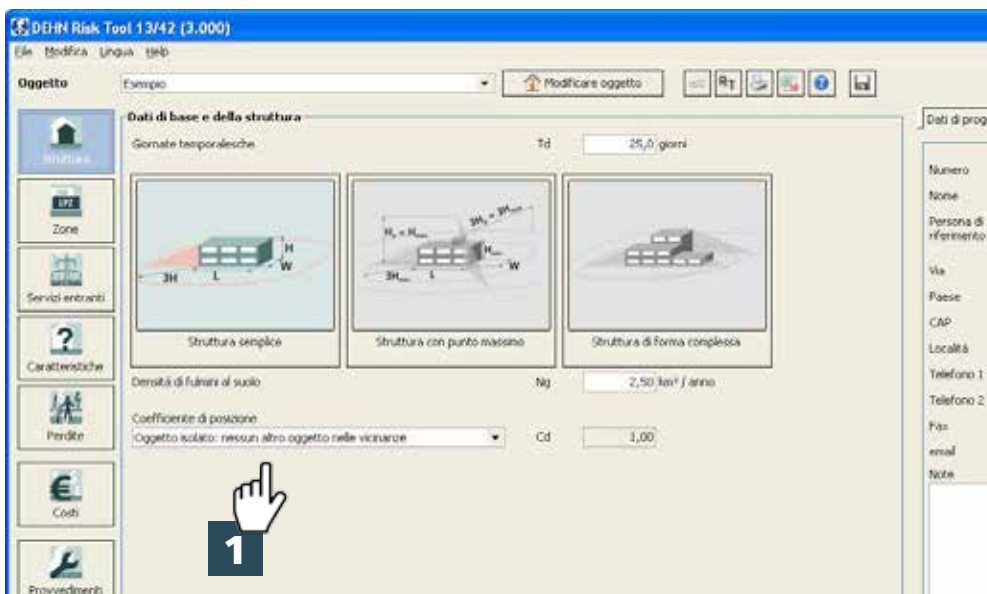 DEHN Risk Tool 13/42 (3.000)
File Modifica Lingua Help
Oggetto Esempio Modificare oggetto RT ?
Dati di base e della struttura
Dati di prog
Giornate temporalesche Td 25,0 giorni
Struttura
LPZ
Zone
Servizi entranti
?
Caratteristiche
Perdite
€
Costi
Provvedimenti
H
W
L
3H
Struttura semplice
W
L
Struttura con punto massimo
Struttura di forma complessa
Densità di fulmini al suolo Ng 2,50 km² / anno
Coefficiente di posizione
Oggetto isolato: nessun altro oggetto nelle vicinanze Cd 1,00
1
Numero
Nome
Persona di
riferimento
Via
Paese
CAP
Località
Telefono 1
Telefono 2
Fax
email
Note